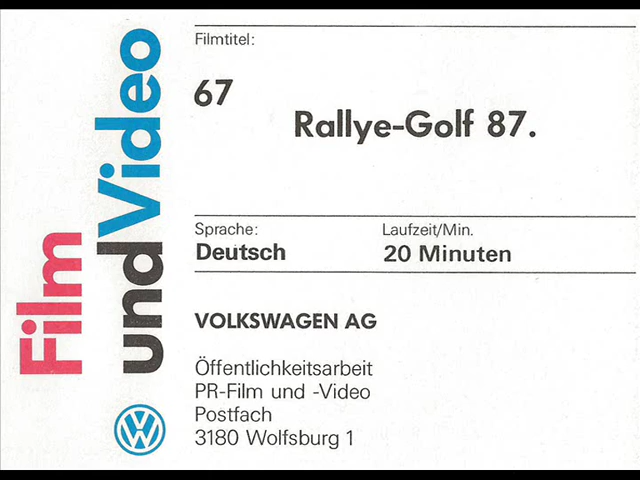 Film
und Video
Filmtitel:
67
Rallye-Golf 87.
Sprache:
Deutsch
Laufzeit/Min.
20 Minuten
VOLKSWAGEN AG
Öffentlichkeitsarbeit
PR-Film und -Video
Postfach
3180 Wolfsburg 1